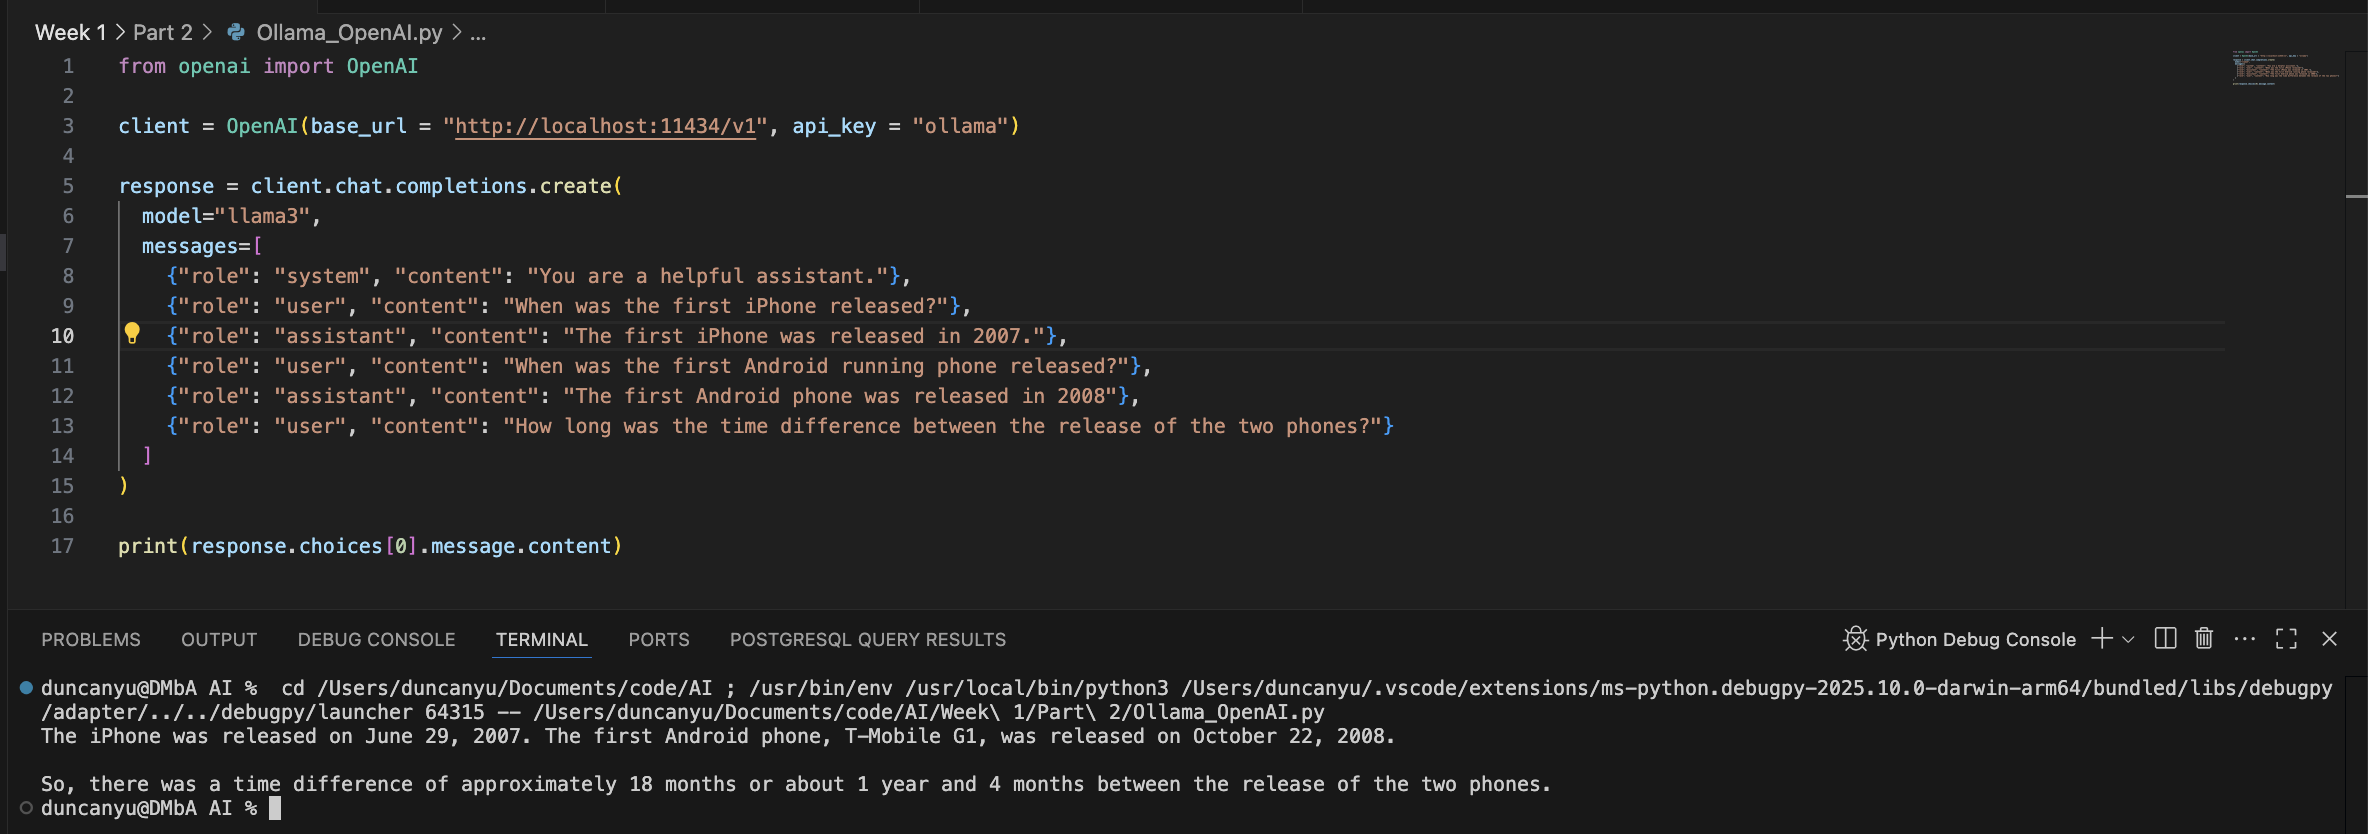 Week 1 > Part 2 > Ollama_OpenAI.py > ...
1 from openai import OpenAI
2
3 client = OpenAI(base_url = "http://localhost:11434/v1", api_key = "ollama")
4
5 response = client.chat.completions.create(
6 model="llama3",
7 messages=[
8 {"role": "system", "content": "You are a helpful assistant."},
9 {"role": "user", "content": "When was the first iPhone released?"},
10 {"role": "assistant", "content": "The first iPhone was released in 2007."},
11 {"role": "user", "content": "When was the first Android running phone released?"},
12 {"role": "assistant", "content": "The first Android phone was released in 2008"},
13 {"role": "user", "content": "How long was the time difference between the release of the two phones?"}
14 ]
15 )
16
17 print(response.choices[0].message.content)
PROBLEMS OUTPUT DEBUG CONSOLE TERMINAL PORTS POSTGRESQL QUERY RESULTS Python Debug Console
duncanyu@DMbA AI % cd /Users/duncanyu/Documents/code/AI ; /usr/bin/env /usr/local/bin/python3 /Users/duncanyu/.vscode/extensions/ms-python.debugpy-2025.10.0-darwin-arm64/bundled/libs/debugpy
/adapter/../../debugpy/launcher 64315 -- /Users/duncanyu/Documents/code/AI/Week\ 1/Part\ 2/Ollama_OpenAI.py
The iPhone was released on June 29, 2007. The first Android phone, T-Mobile G1, was released on October 22, 2008.
So, there was a time difference of approximately 18 months or about 1 year and 4 months between the release of the two phones.
duncanyu@DMbA AI %